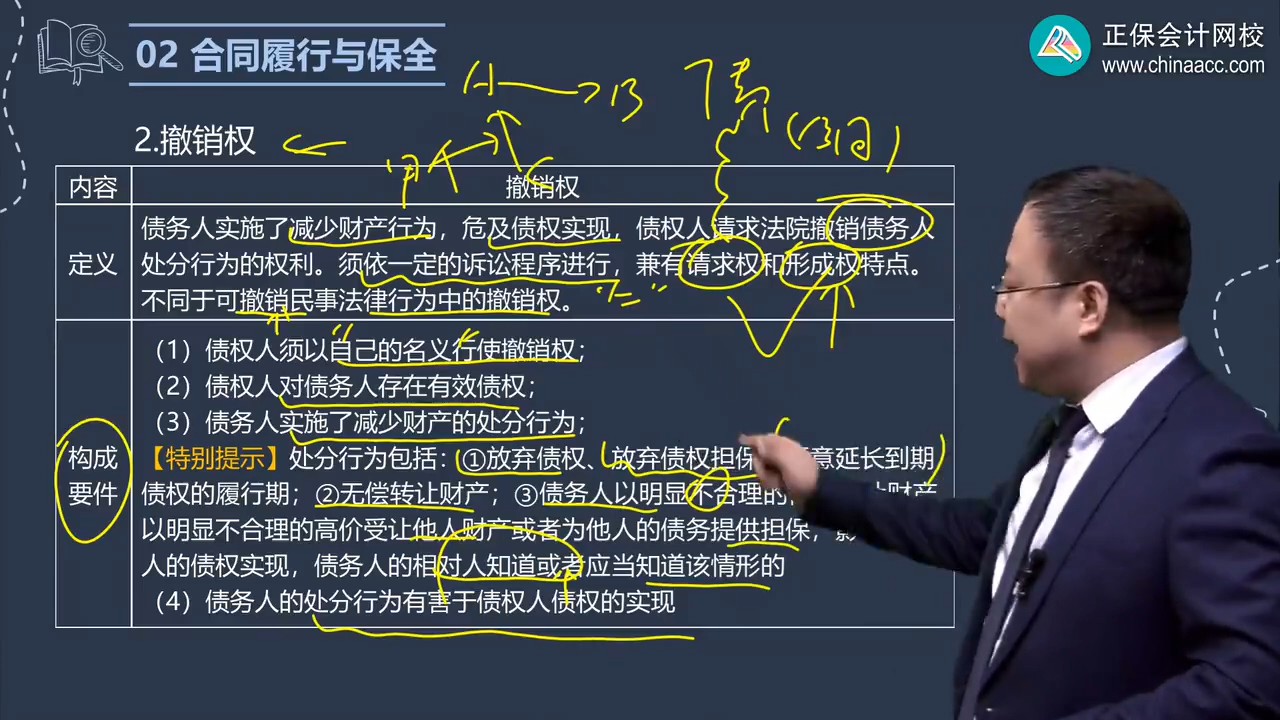 02 合同履行与保全
正保会计网校
www.chinaacc.com
2.撤销权
A B
甲 C
债
内容
撤销权
定义
债务人实施了减少财产行为，危及债权实现，债权人请求法院撤销债务人
处分行为的权利。须依一定的诉讼程序进行，兼有请求权和形成权特点。
不同于可撤销民事法律行为中的撤销权。
构成
要件
（1）债权人须以自己的名义行使撤销权；
（2）债权人对债务人存在有效债权；
（3）债务人实施了减少财产的处分行为；
【特别提示】处分行为包括：①放弃债权、放弃债权担保 意延长到期
债权的履行期；②无偿转让财产；③债务人以明显不合理的 财产
以明显不合理的高价受让他人财产或者为他人的债务提供担保，影
人的债权实现，债务人的相对人知道或者应当知道该情形的
（4）债务人的处分行为有害于债权人债权的实现